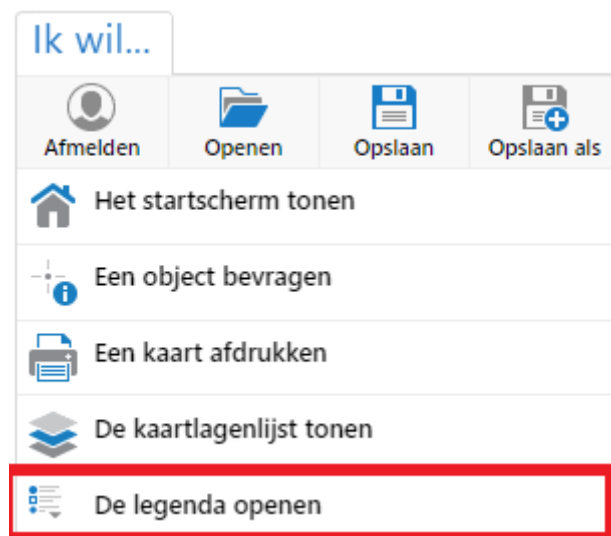 Ik wil...
Afmelden Openen Opslaan Opslaan als
Het startscherm tonen
Een object bevragen
Een kaart afdrukken
De kaartlagenlijst tonen
De legenda openen